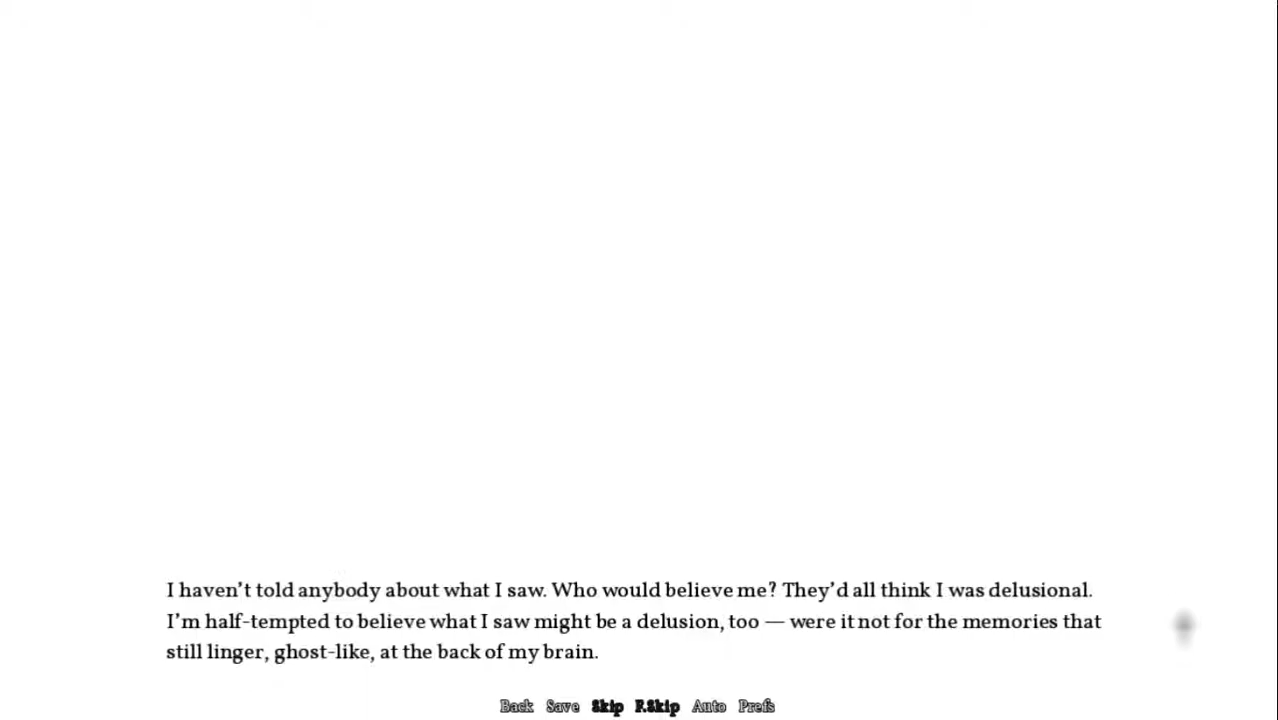 I haven’t told anybody about what I saw. Who would believe me? They’d all think I was delusional.
I’m half-tempted to believe what I saw might be a delusion, too — were it not for the memories that
still linger, ghost-like, at the back of my brain.
Back Save Skip F.Skip Auto Prefs